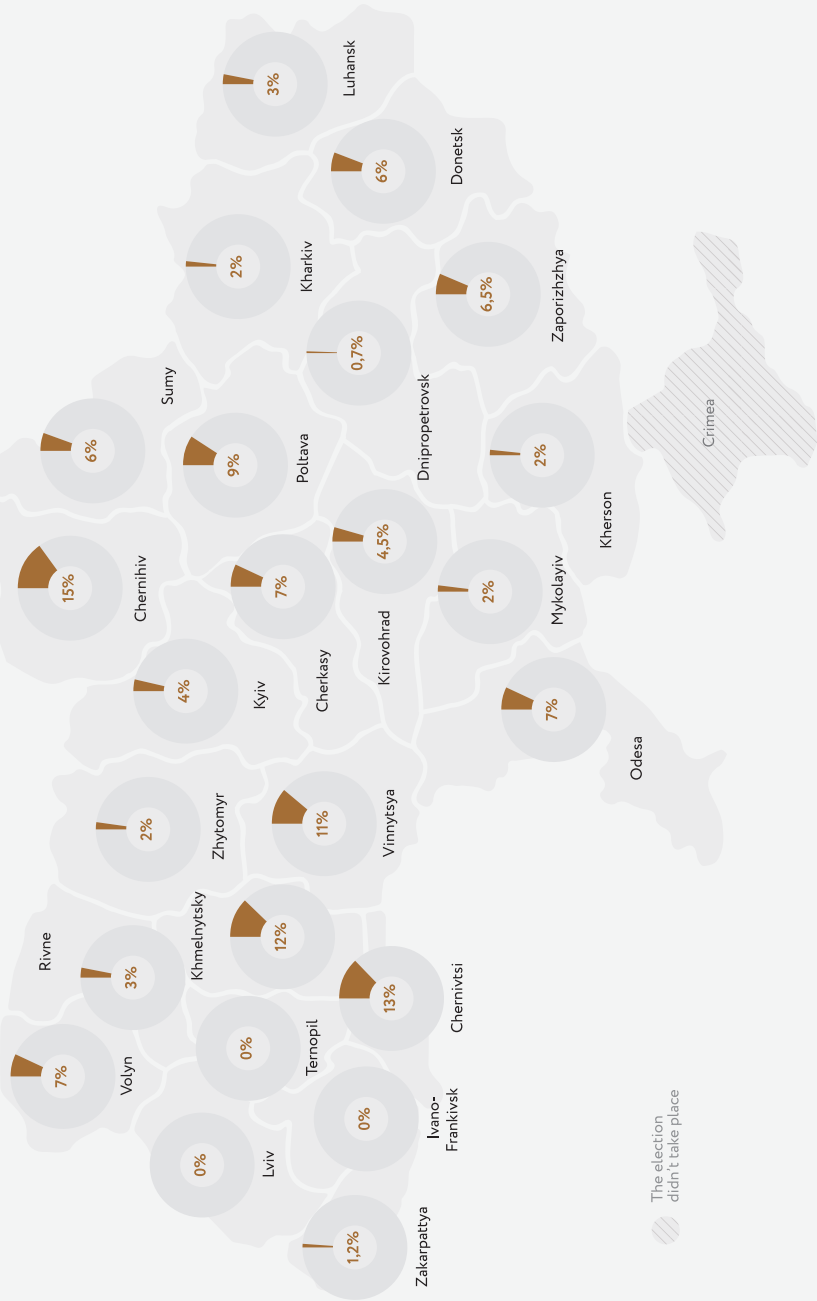 Volyn
7%
Rivne
3%
Zhytomyr
2%
Kyiv
4%
Chernihiv
15%
Sumy
6%
Lviv
0%
Ternopil
0%
Khmelnytsky
12%
Vinnytsya
11%
Cherkasy
7%
Poltava
9%
Kharkiv
2%
Luhansk
3%
Zakarpattya
1,2%
Ivano-
Frankivsk
0%
Chernivtsi
13%
Kirovohrad
4,5%
Dnipropetrovsk
0,7%
Donetsk
6%
Odesa
7%
Mykolayiv
2%
Kherson
2%
Zaporizhzhya
6,5%
Crimea
The election
didn't take place